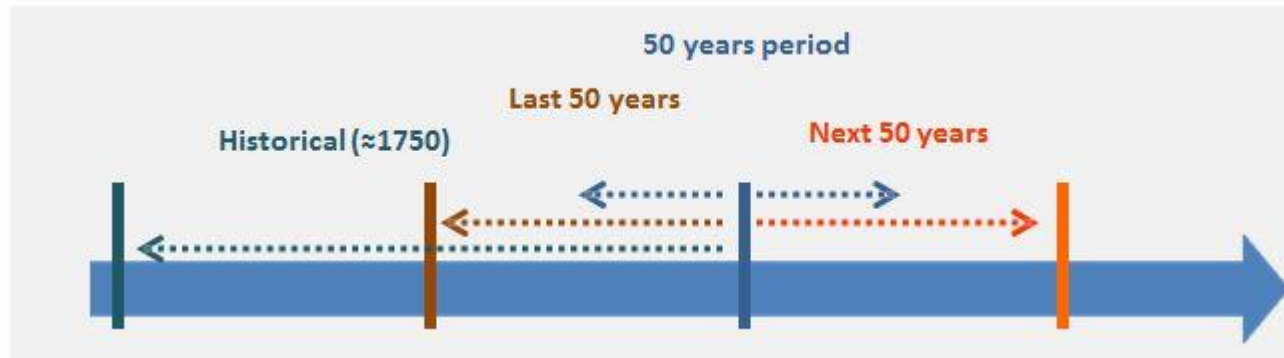 50 years period
Last 50 years
Historical (≈1750)
Next 50 years